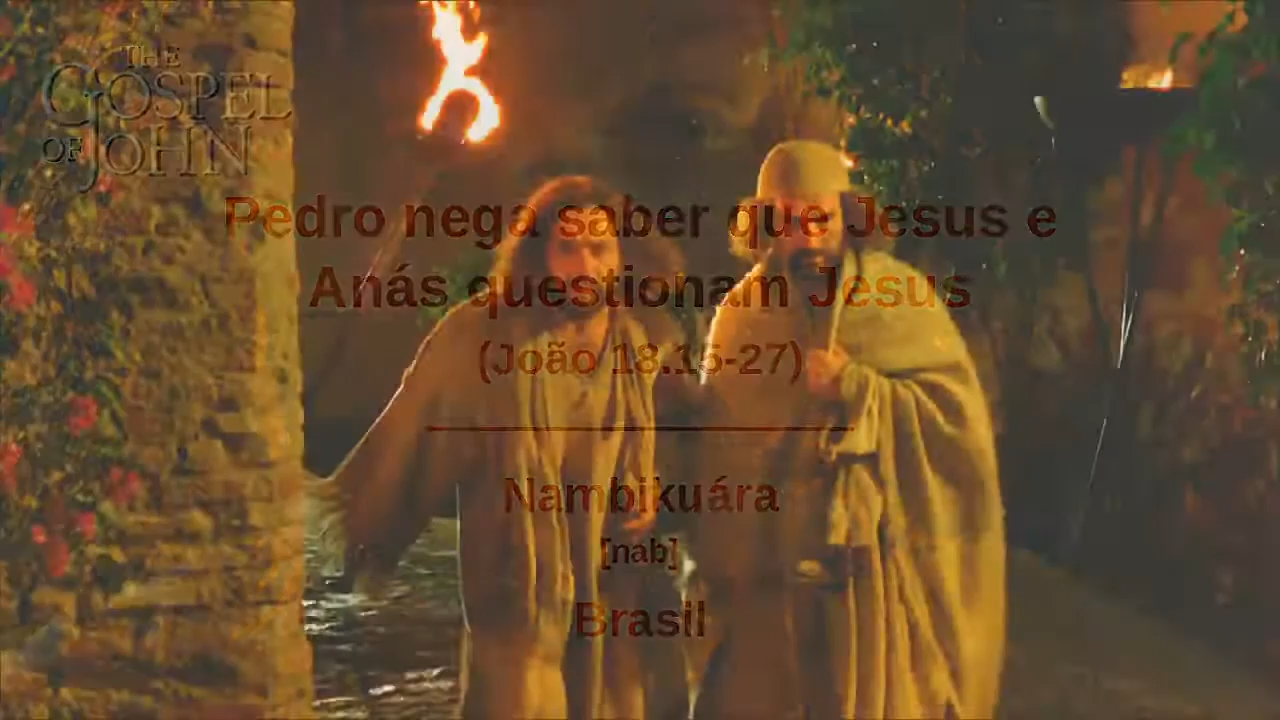 THE
GOSPEL
OF JOHN
Pedro nega saber que Jesus e
Anás questionam Jesus
(João 18.15-27)
Nambikuára
[nab]
Brasil